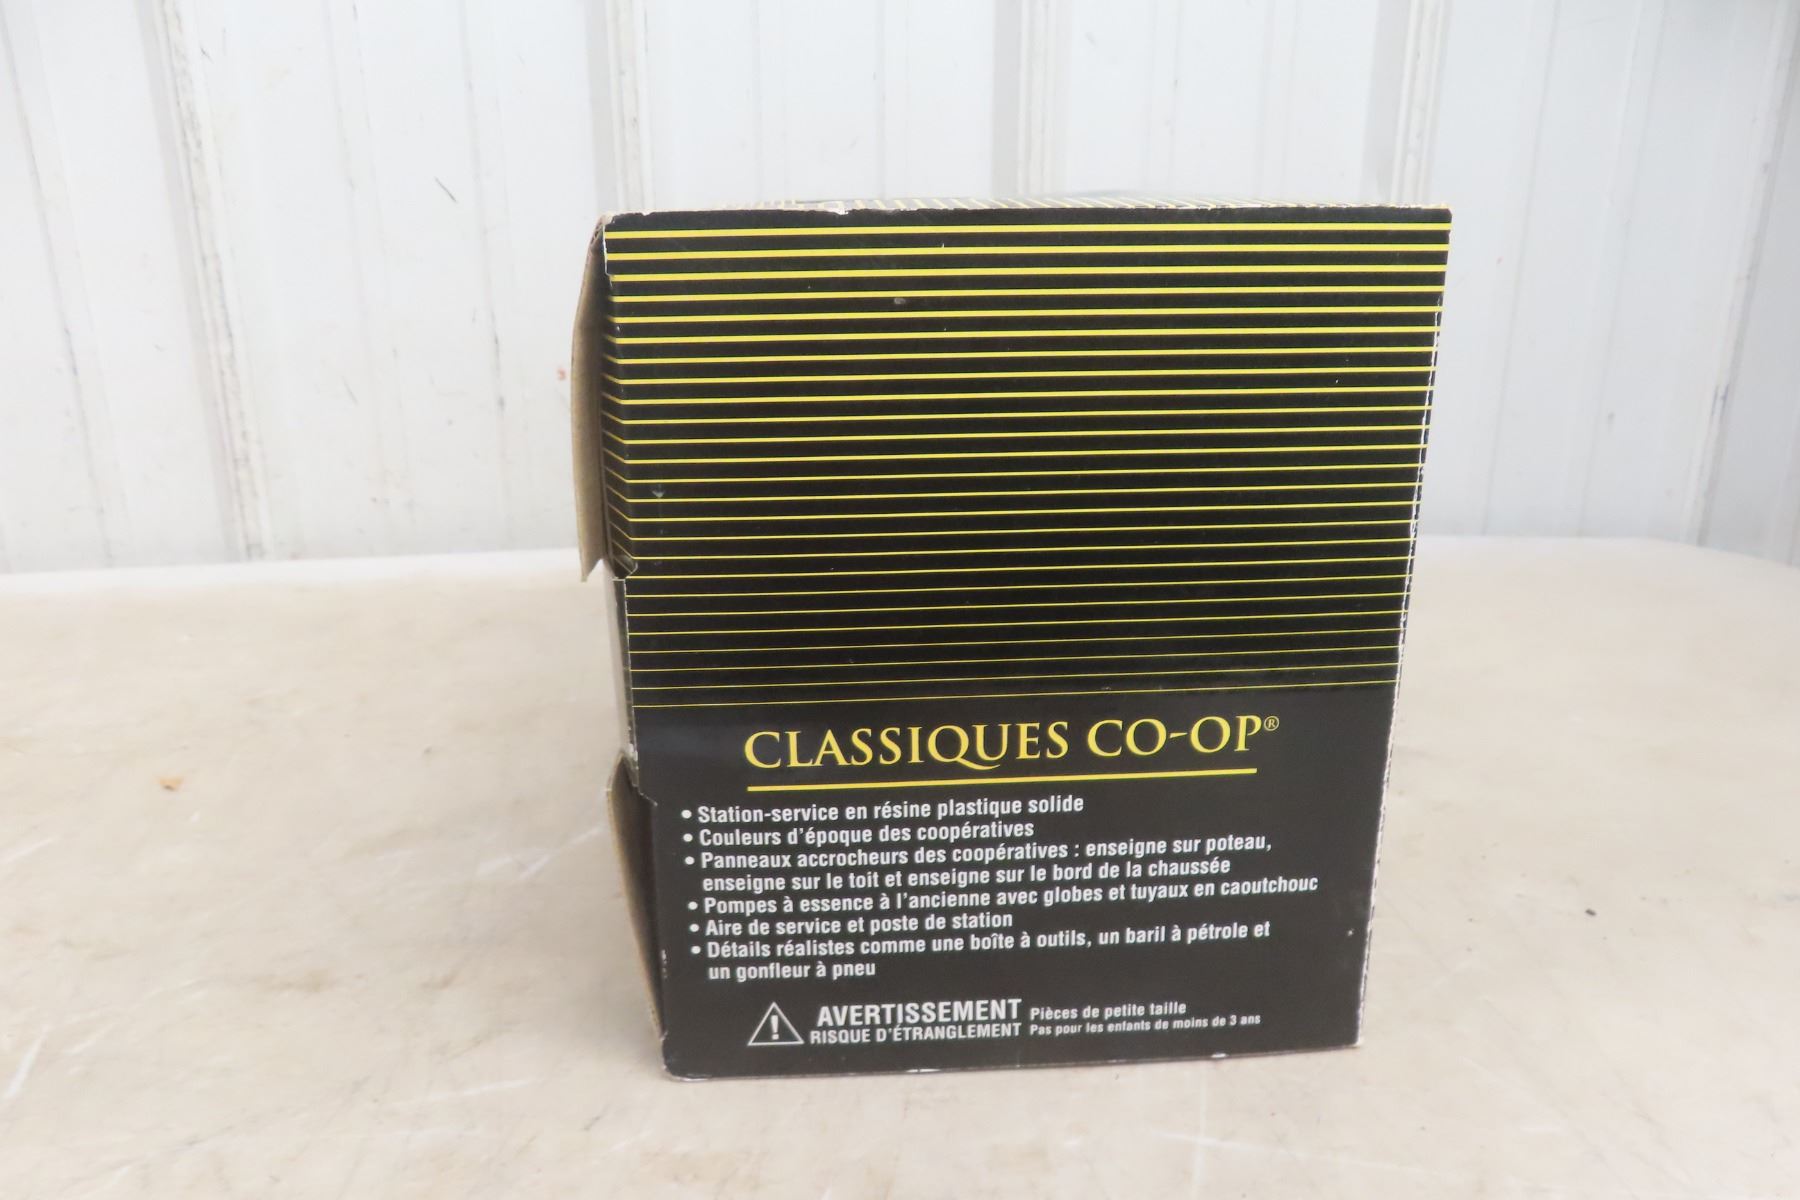 CLASSIQUES CO-OP®
• Station-service en résine plastique solide
• Couleurs d'époque des coopératives
• Panneaux accrocheurs des coopératives : enseigne sur poteau,
enseigne sur le toit et enseigne sur le bord de la chaussée
• Pompes à essence à l'ancienne avec globes et tuyaux en caoutchouc
• Aire de service et poste de station
• Détails réalistes comme une boîte à outils, un baril à pétrole et
un gonfleur à pneu
AVERTISSEMENT Pièces de petite taille
RISQUE D'ÉTRANGLEMENT Pas pour les enfants de moins de 3 ans